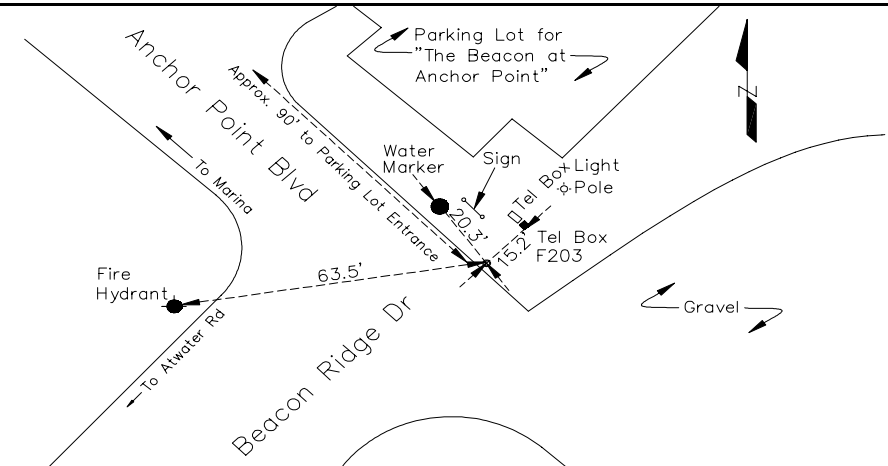 Parking Lot for
"The Beacon at
Anchor Point"
Anchor Point Blvd
Approx. 90' to Parking Lot Entrance
N
Water
Marker
Sign
Tel Box
Light
Pole
To Marina
20.3'
15.2'
Tel Box
F203
Fire
Hydrant
63.5'
Gravel
To Atwater Rd
Beacon Ridge Dr